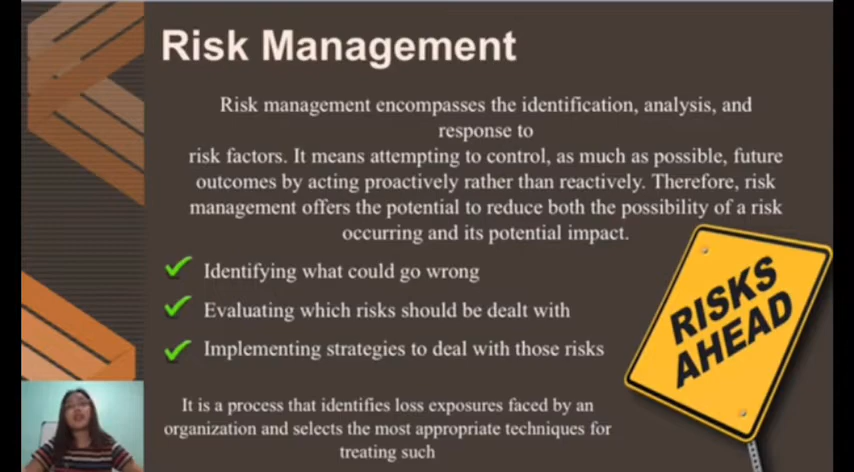 Risk Management
Risk management encompasses the identification, analysis, and
response to
risk factors. It means attempting to control, as much as possible, future
outcomes by acting proactively rather than reactively. Therefore, risk
management offers the potential to reduce both the possibility of a risk
occurring and its potential impact.
Identifying what could go wrong
Evaluating which risks should be dealt with
Implementing strategies to deal with those risks
RISKS
AHEAD
It is a process that identifies loss exposures faced by an
organization and selects the most appropriate techniques for
treating such